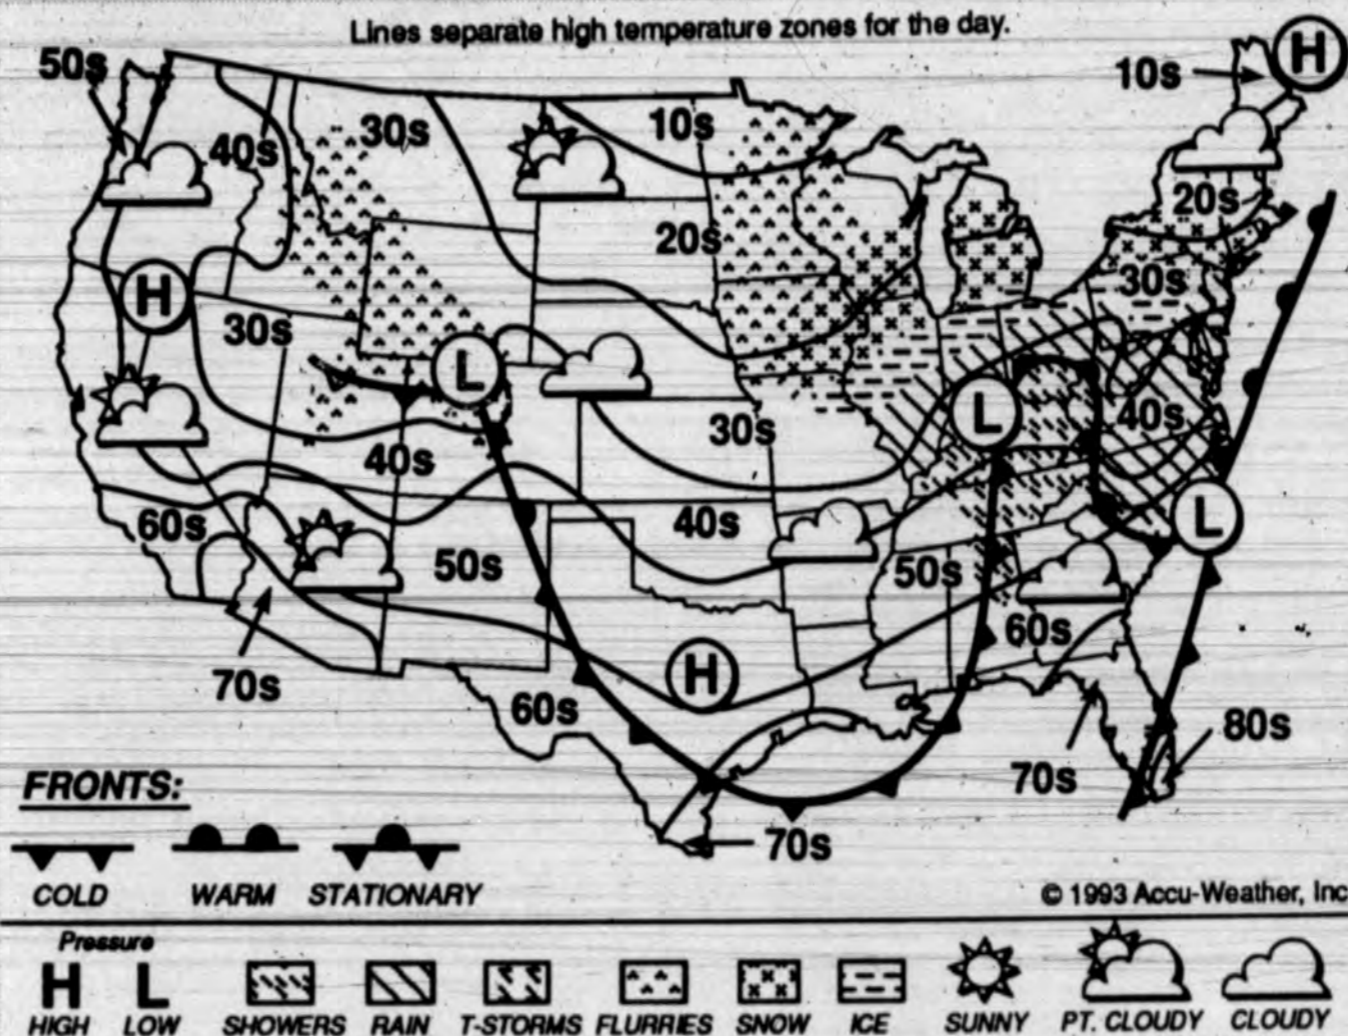 Lines separate high temperature zones for the day.
50s
10s
H
40s
30s
10s
20s
20s
30s
H
30s
L
L
40s
30s
40s
L
60s
50s
40s
50s
60s
H
70s
60s
80s
70s
70s
FRONTS:
COLD WARM STATIONARY
© 1993 Accu-Weather, Inc
Pressure
H L
HIGH LOW SHOWERS RAIN T-STORMS FLURRIES SNOW ICE SUNNY PT. CLOUDY CLOUDY